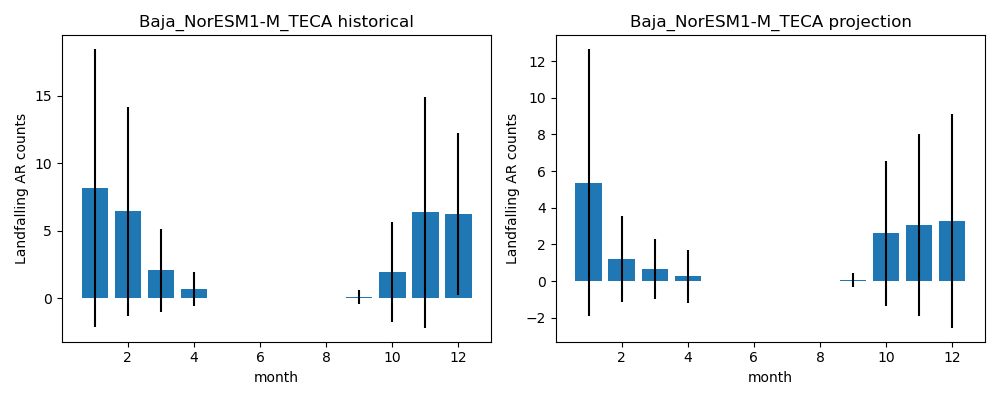 Baja_NorESM1-M_TECA historical
Landfalling AR counts
15
10
5
0
2 4 6 8 10 12
month
Baja_NorESM1-M_TECA projection
Landfalling AR counts
12
10
8
6
4
2
0
−2
2 4 6 8 10 12
month